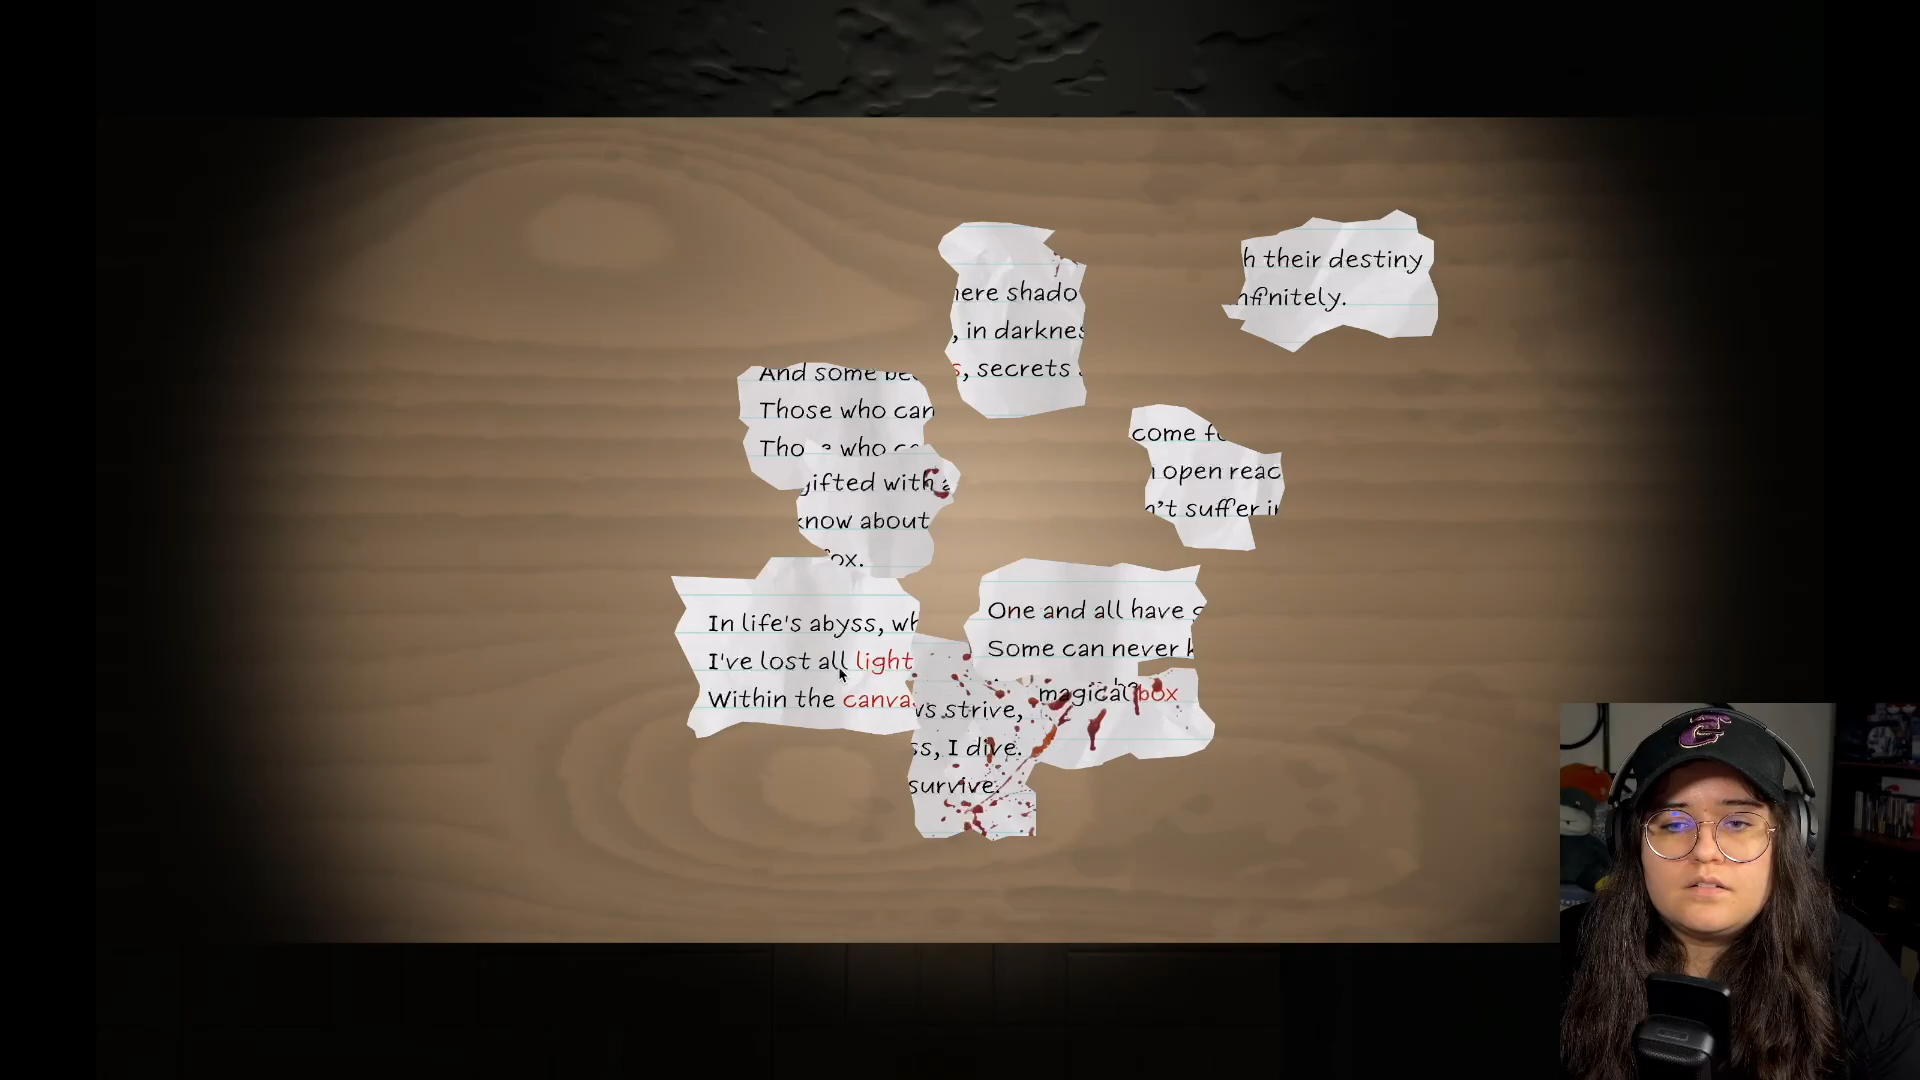 here shado
, in darknes
s, secrets
h their destiny
nfinitely.
And some be
Those who can
Tho e who c
gifted with a
know about
ox.
come fo
n open reac
n't suffer in
In life's abyss, wh
I've lost all light
Within the canva
One and all have g
Some can never k
magical box
ws strive,
ss, I dive.
survive.